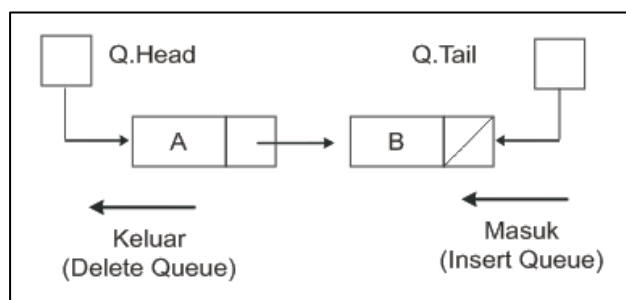 Q.Head
Q.Tail
A
B
Keluar
(Delete Queue)
Masuk
(Insert Queue)